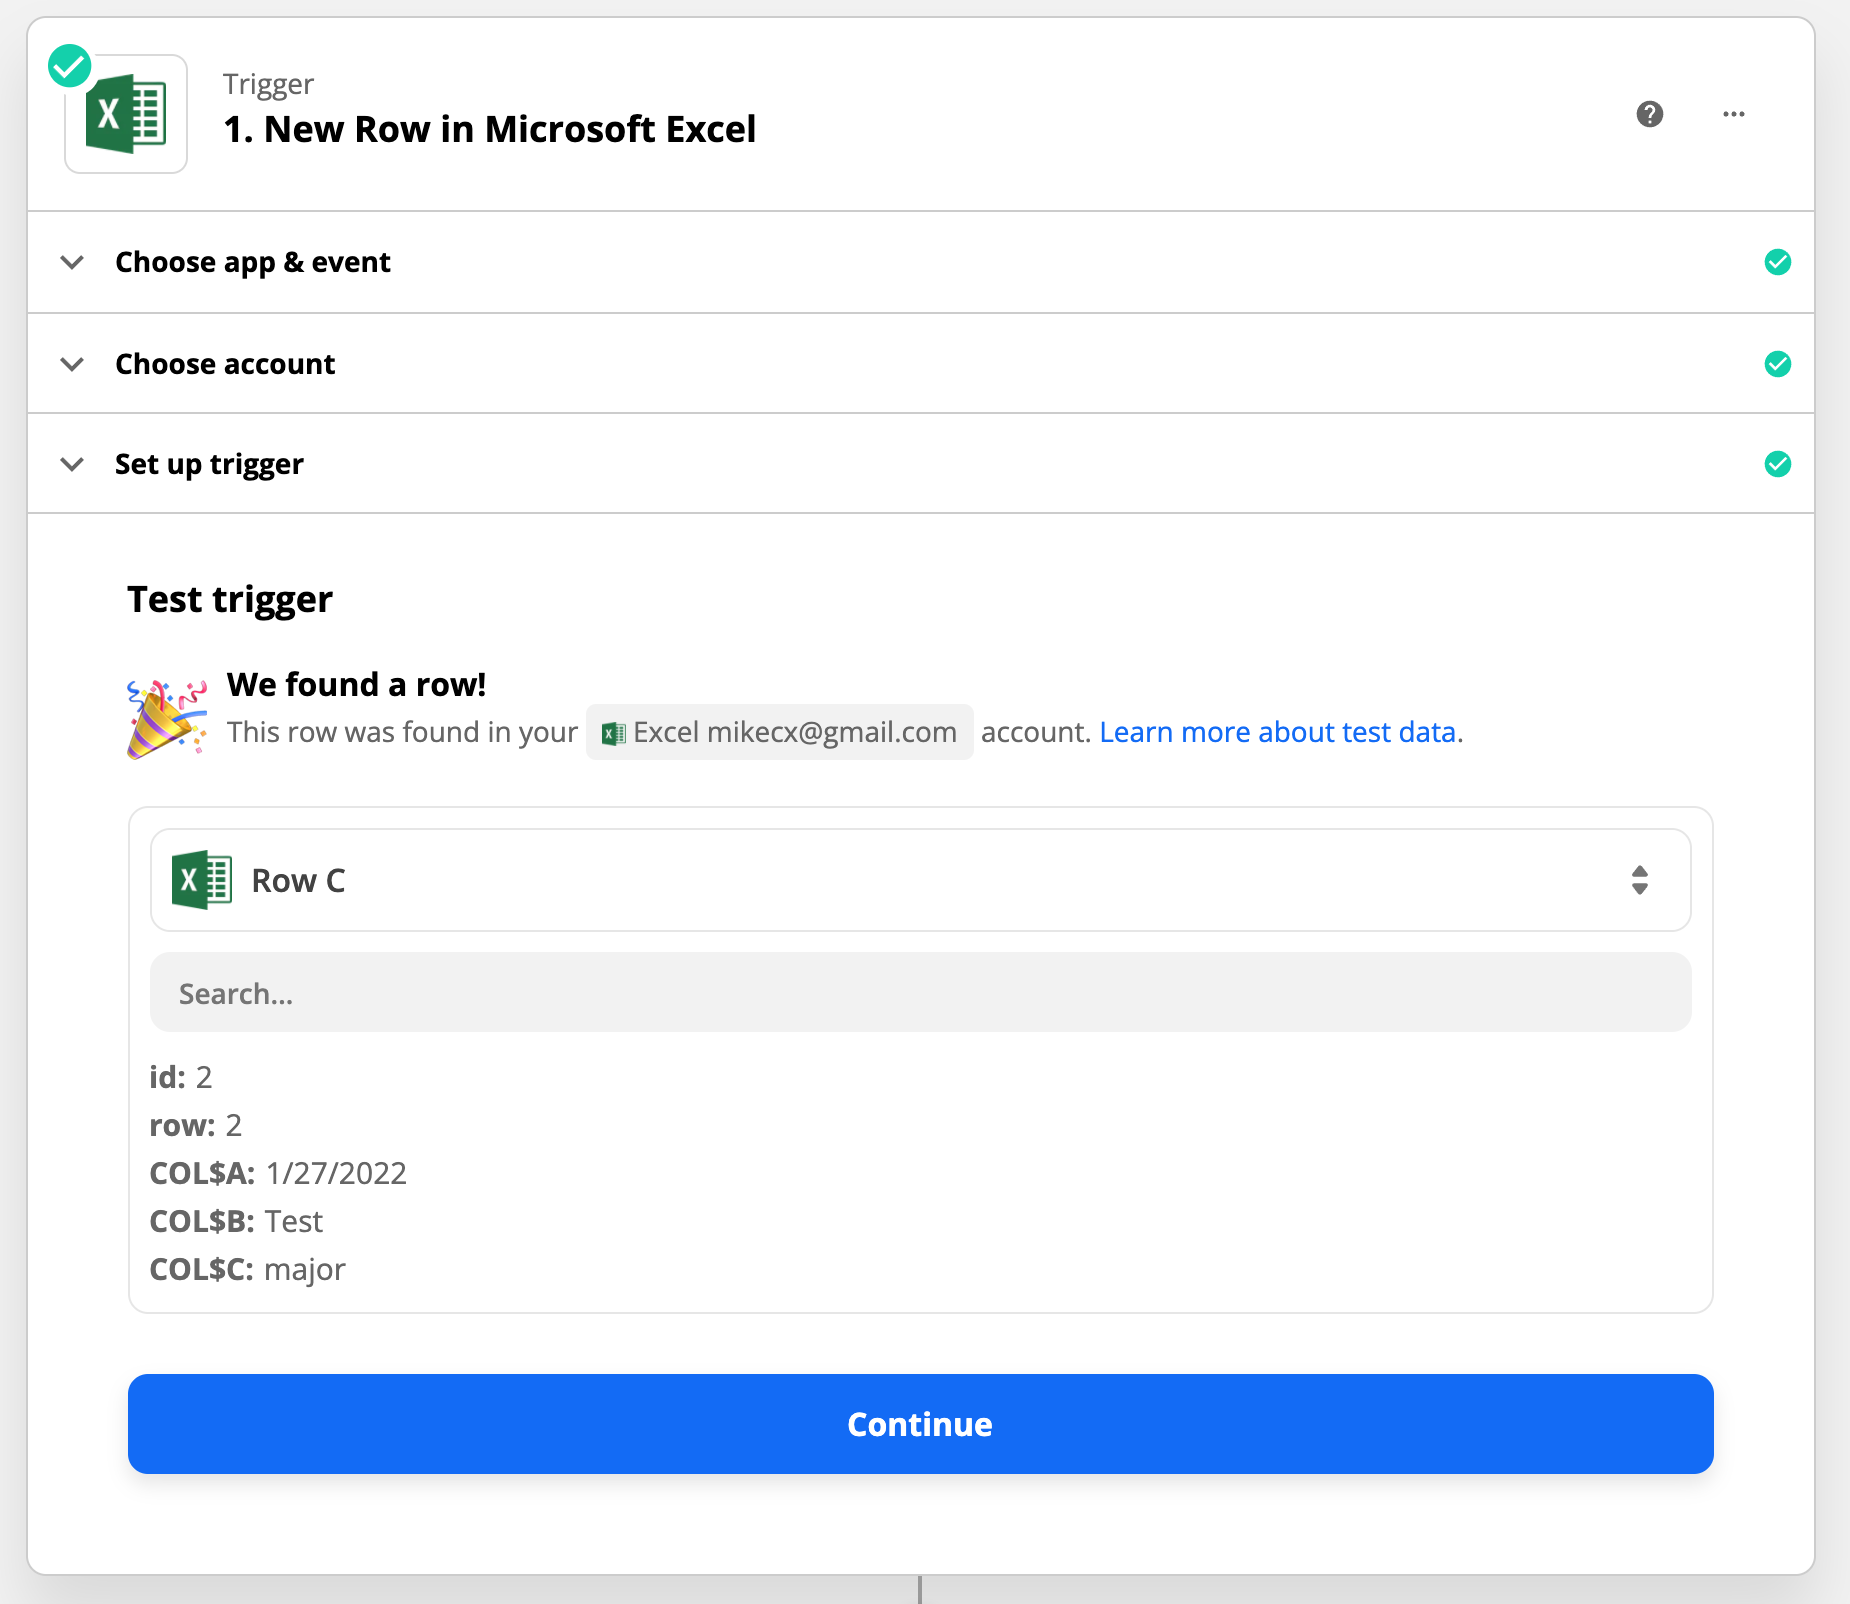 Trigger
1. New Row in Microsoft Excel
Choose app & event
Choose account
Set up trigger
Test trigger
We found a row!
This row was found in your Excel mikecx@gmail.com account. Learn more about test data.
Row C
Search...
id: 2
row: 2
COL$A: 1/27/2022
COL$B: Test
COL$C: major
Continue